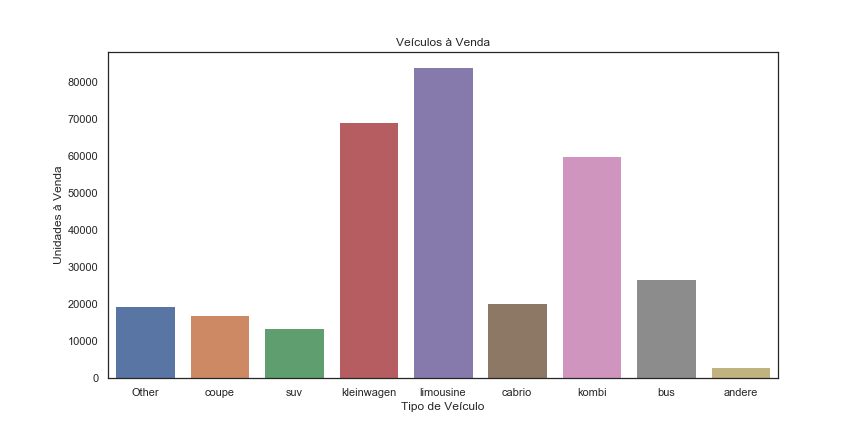 Veículos à Venda
Unidades à Venda
80000
70000
60000
50000
40000
30000
20000
10000
0
Other coupe suv kleinwagen limousine cabrio kombi bus andere
Tipo de Veículo